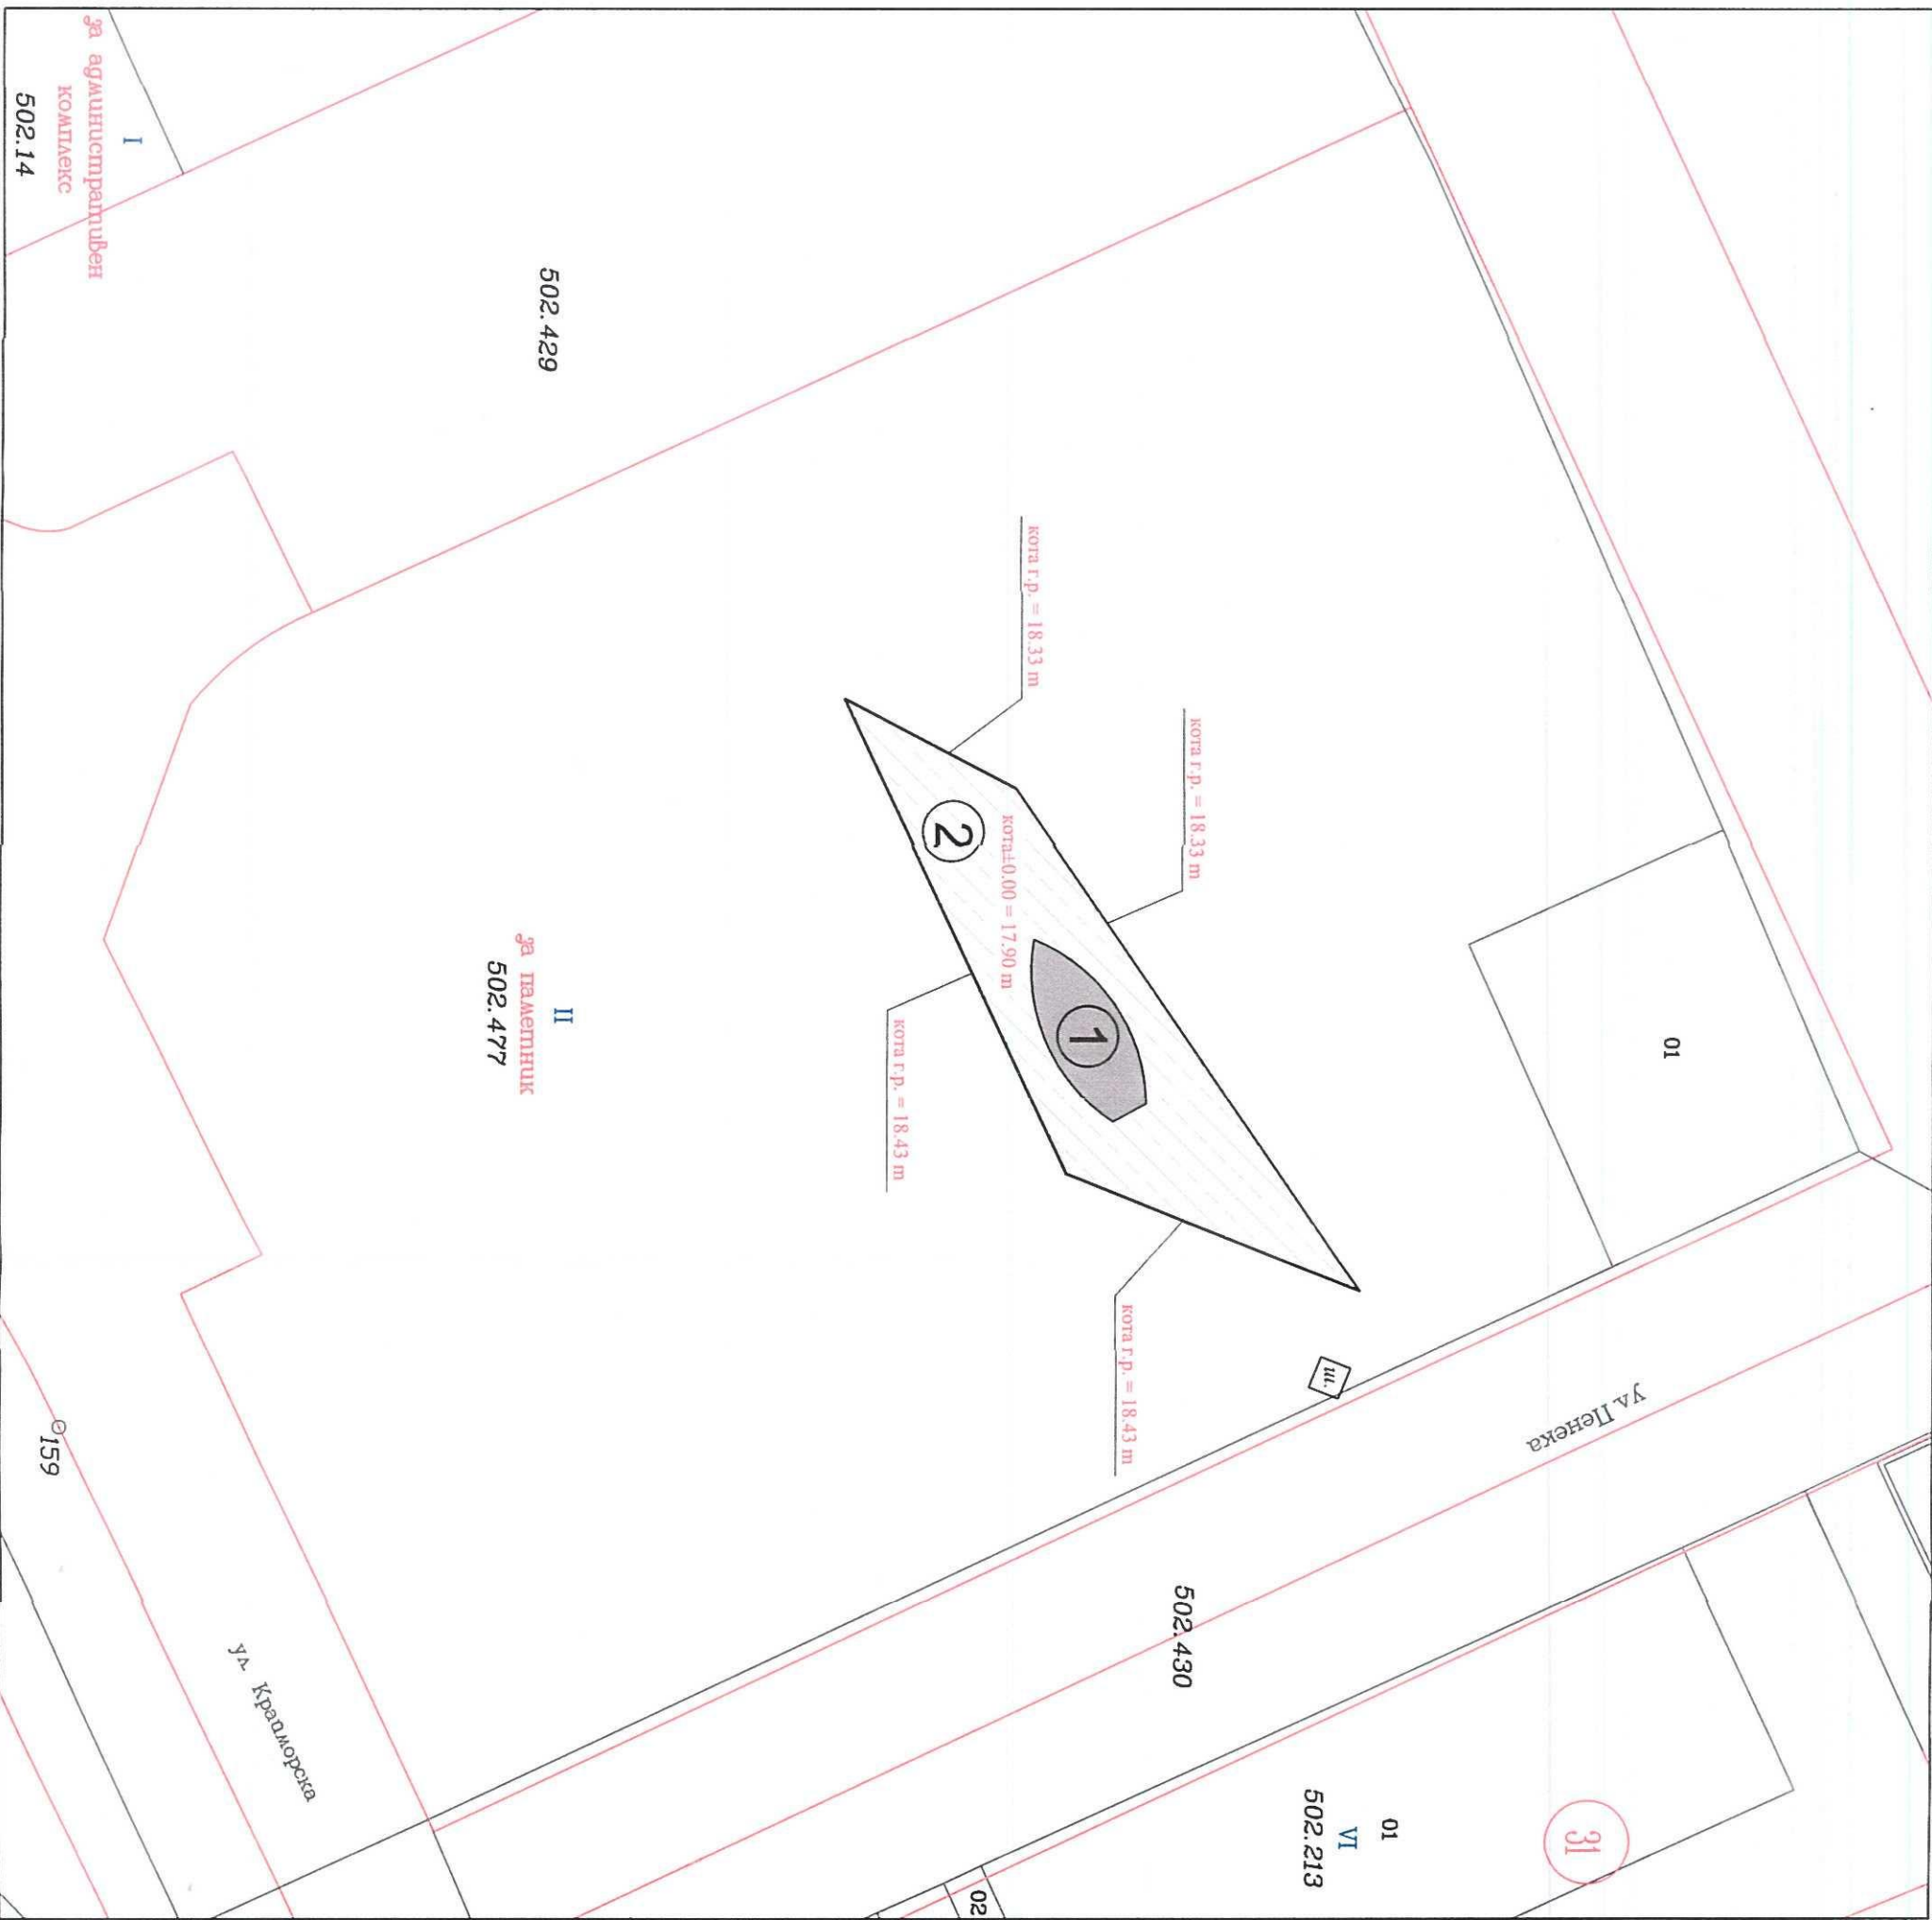 31
01
VI
502.213
02
01
ул. Пенека
502.430
ш.
кота г.р. = 18.33 m
кота г.р. = 18.33 m
кота±0.00 = 17.90 m
1
2
кота г.р. = 18.43 m
кота г.р. = 18.43 m
502.429
II
за паметник
502.477
ул. Крайморска
I
за административен
комплекс
502.14
159